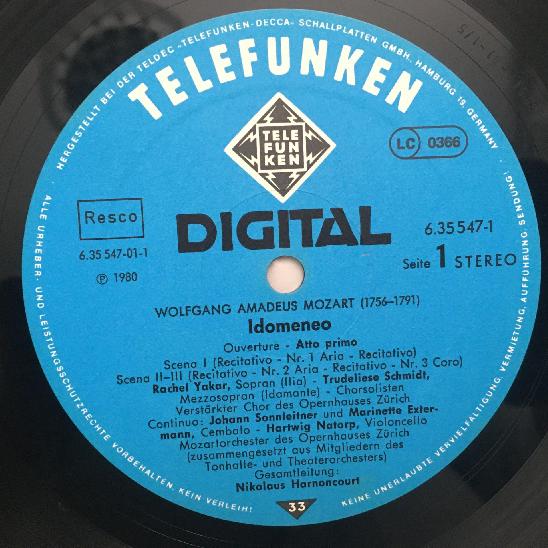 HERGESTELLT BEI DER TELDEC »TELEFUNKEN-DECCA« SCHALLPLATTEN GMBH, HAMBURG 19, GERMANY ·
TELEFUNKEN
TELE
FUN
KEN
LC 0366
Resco
DIGITAL
6.35547-1
6.35 547-01-1
Seite 1 STEREO
Ⓟ 1980
WOLFGANG AMADEUS MOZART (1756–1791)
Idomeneo
Ouverture - Atto primo
Scena I (Recitativo - Nr. 1 Aria - Recitativo)
Scena II–III (Recitativo - Nr. 2 Aria - Recitative - Nr. 3 Coro)
Rachel Yakar, Sopran (Ilia) - Trudeliese Schmidt,
Mezzosopran (Idamante) - Chorsolisten
Verstärkter Chor des Opernhauses Zürich
Continuo: Johann Sonnleitner und Marinette Exter-
mann, Cembalo - Hartwig Natorp, Violoncello
Mozartorchester des Opernhauses Zürich
(zusammengesetzt aus Mitgliedern des
Tonhalle- und Theaterorchesters)
Gesamtleitung:
Nikolaus Harnoncourt
33
ALLE URHEBER- UND LEISTUNGSSCHUTZRECHTE VORBEHALTEN. KEIN VERLEIH!
KEINE UNERLAUBTE VERVIELFÄLTIGUNG, VERMIETUNG, AUFFÜHRUNG, SENDUNG!